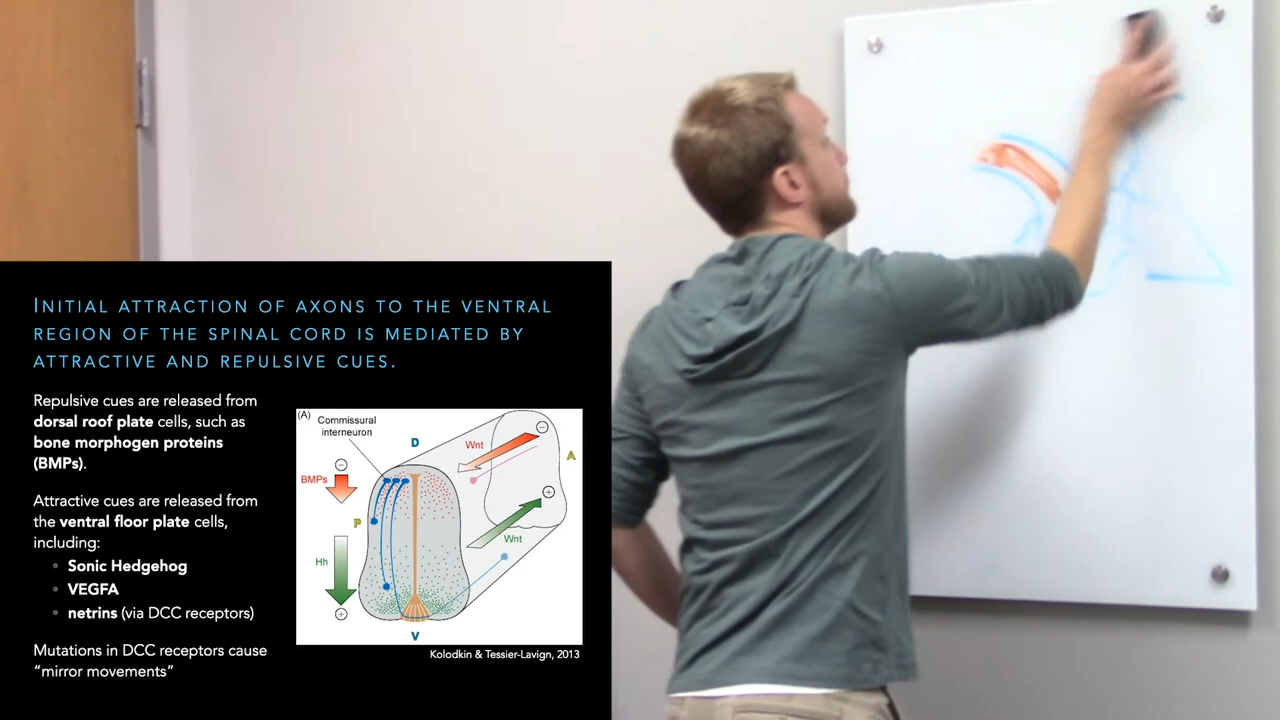 INITIAL ATTRACTION OF AXONS TO THE VENTRAL
REGION OF THE SPINAL CORD IS MEDIATED BY
ATTRACTIVE AND REPULSIVE CUES.
Repulsive cues are released from
dorsal roof plate cells, such as
bone morphogen proteins
(BMPs).
Attractive cues are released from
the ventral floor plate cells,
including:
• Sonic Hedgehog
• VEGFA
• netrins (via DCC receptors)
Mutations in DCC receptors cause
“mirror movements”
(A)
Commissural
interneuron
D
Wnt
A
BMPs
P
Wnt
Hh
V
Kolodkin & Tessier-Lavign, 2013